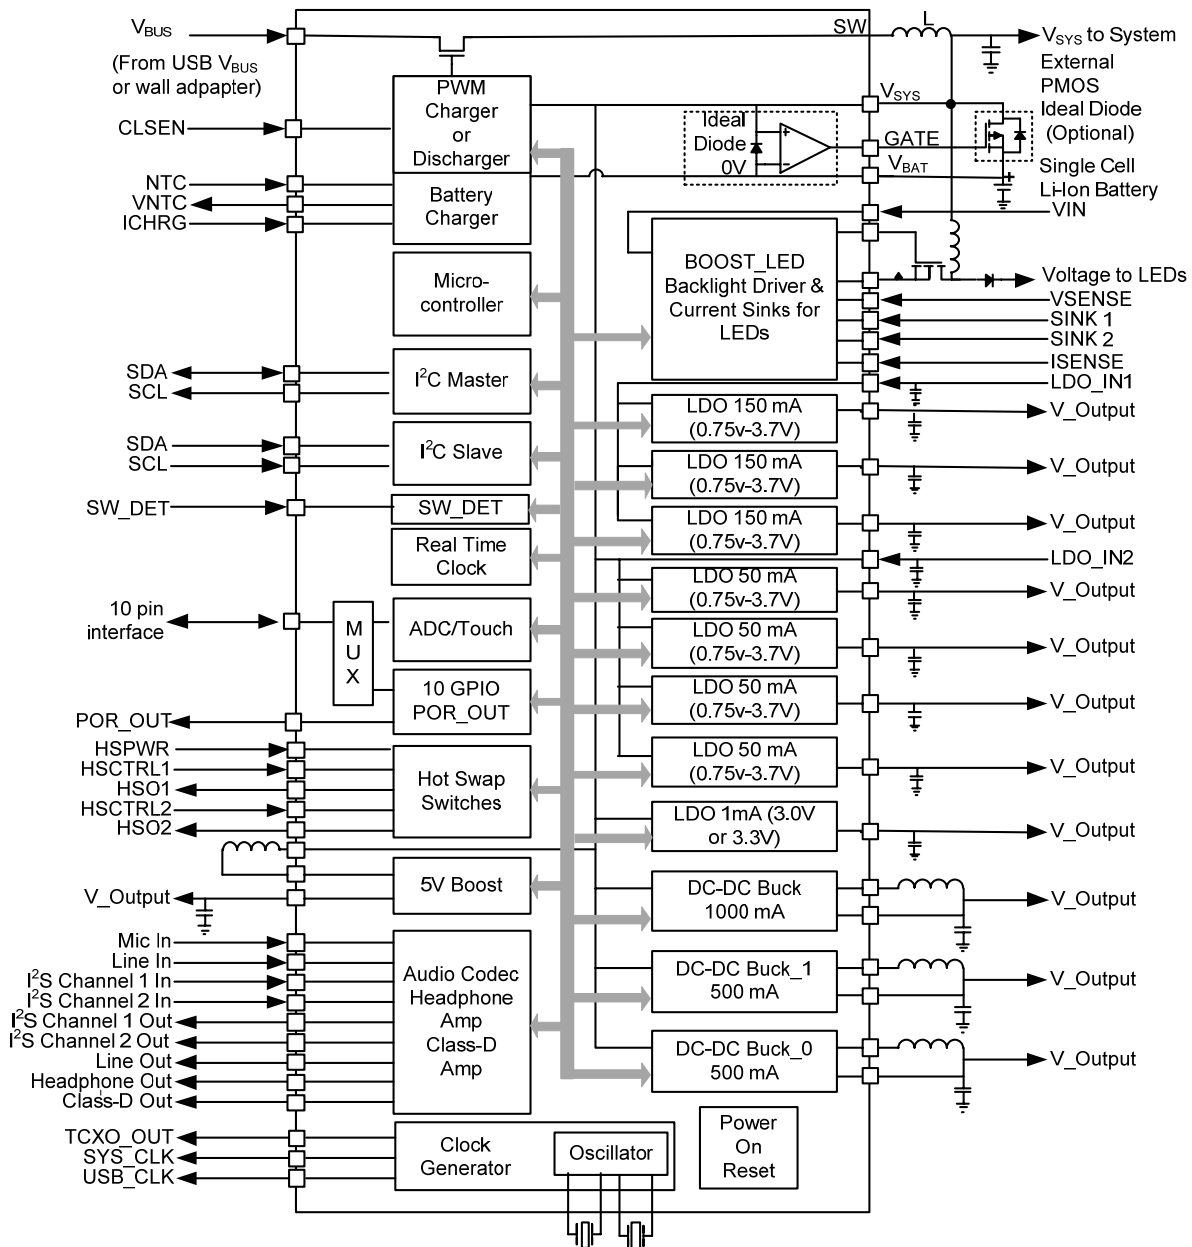 VBUS
(From USB VBUS
or wall adpapter)
CLSEN
NTC
VNTC
ICHRG
SDA
SCL
SDA
SCL
SW_DET
10 pin
interface
POR_OUT
HSPWR
HSCTRL1
HSO1
HSCTRL2
HSO2
V_Output
Mic In
Line In
I2S Channel 1 In
I2S Channel 2 In
I2S Channel 1 Out
I2S Channel 2 Out
Line Out
Headphone Out
Class-D Out
TCXO_OUT
SYS_CLK
USB_CLK
PWM
Charger
or
Discharger
Battery
Charger
Micro-
controller
I2C Master
I2C Slave
SW_DET
Real Time
Clock
MUX
ADC/Touch
10 GPIO
POR_OUT
Hot Swap
Switches
5V Boost
Audio Codec
Headphone
Amp
Class-D
Amp
Clock
Generator
Oscillator
Power
On
Reset
SW
L
VSYS
Ideal
Diode
0V
+
−
GATE
VBAT
+
BOOST_LED
Backlight Driver &
Current Sinks for
LEDs
LDO 150 mA
(0.75v-3.7V)
LDO 150 mA
(0.75v-3.7V)
LDO 150 mA
(0.75v-3.7V)
LDO 50 mA
(0.75v-3.7V)
LDO 50 mA
(0.75v-3.7V)
LDO 50 mA
(0.75v-3.7V)
LDO 50 mA
(0.75v-3.7V)
LDO 1mA (3.0V
or 3.3V)
DC-DC Buck
1000 mA
DC-DC Buck_1
500 mA
DC-DC Buck_0
500 mA
VSYS to System
External
PMOS
Ideal Diode
(Optional)
Single Cell
Li-Ion Battery
VIN
Voltage to LEDs
VSENSE
SINK 1
SINK 2
ISENSE
LDO_IN1
V_Output
V_Output
V_Output
LDO_IN2
V_Output
V_Output
V_Output
V_Output
V_Output
V_Output
V_Output
V_Output